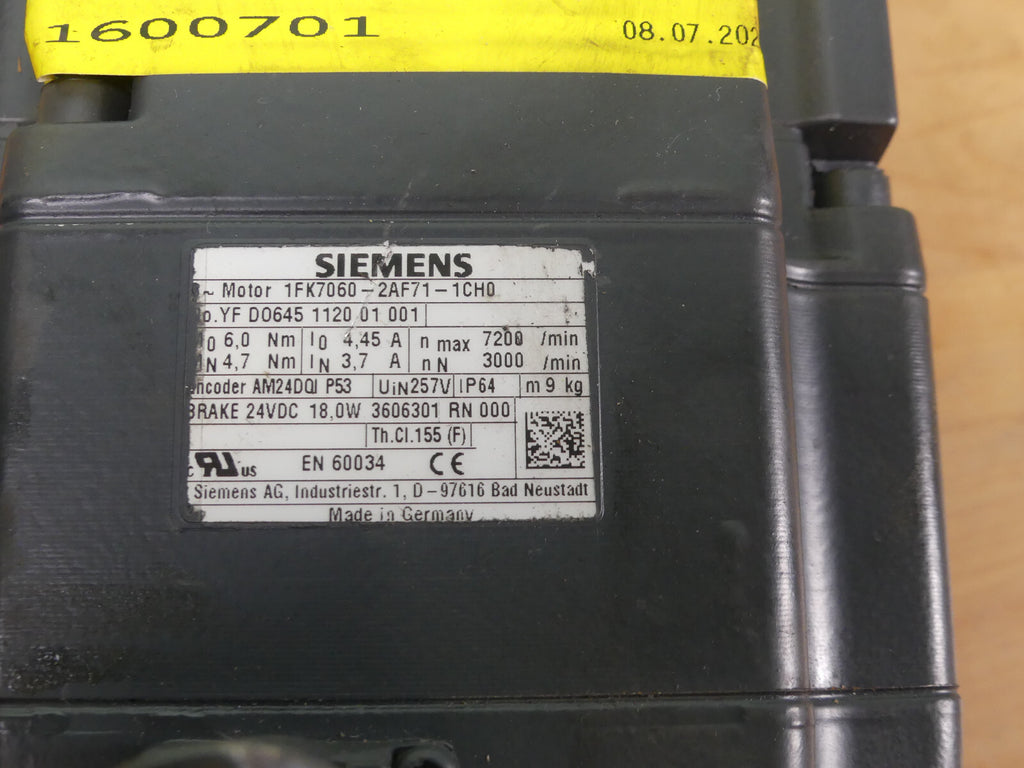 1600701 08.07.202
SIEMENS
~ Motor 1FK7060-2AF71-1CH0
o.YF D0645 1120 01 001
0 6,0 Nm I0 4,45 A n max 7200 /min
N 4,7 Nm IN 3,7 A n N 3000 /min
encoder AM24DQI P53 UiN257V IP64 m 9 kg
BRAKE 24VDC 18,0W 3606301 RN 000
Th.Cl.155 (F)
c RU us EN 60034 CE
Siemens AG, Industriestr. 1, D-97616 Bad Neustadt
Made in Germany